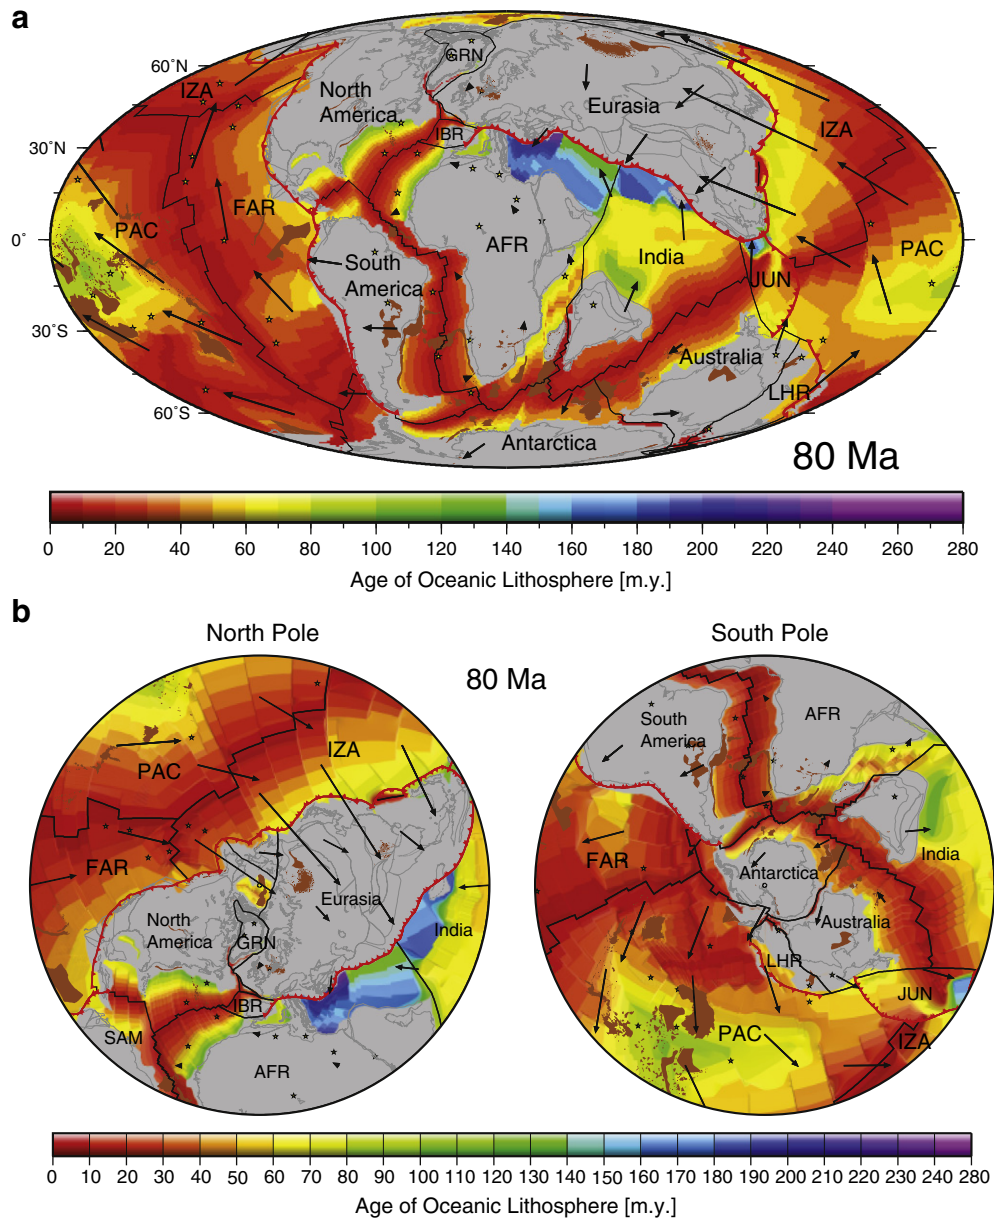 a
60˚N
30˚N
0˚
30˚S
60˚S
IZA
North
America
GRN
Eurasia
IBR
IZA
PAC
FAR
South
America
AFR
India
JUN
PAC
Australia
LHR
Antarctica
80 Ma
0 20 40 60 80 100 120 140 160 180 200 220 240 260 280
Age of Oceanic Lithosphere [m.y.]
b
North Pole
South Pole
80 Ma
IZA
PAC
FAR
North
America
GRN
Eurasia
India
IBR
SAM
AFR
South
America
AFR
FAR
Antarctica
India
Australia
LHR
JUN
PAC
IZA
0 10 20 30 40 50 60 70 80 90 100 110 120 130 140 150 160 170 180 190 200 210 220 230 240 280
Age of Oceanic Lithosphere [m.y.]